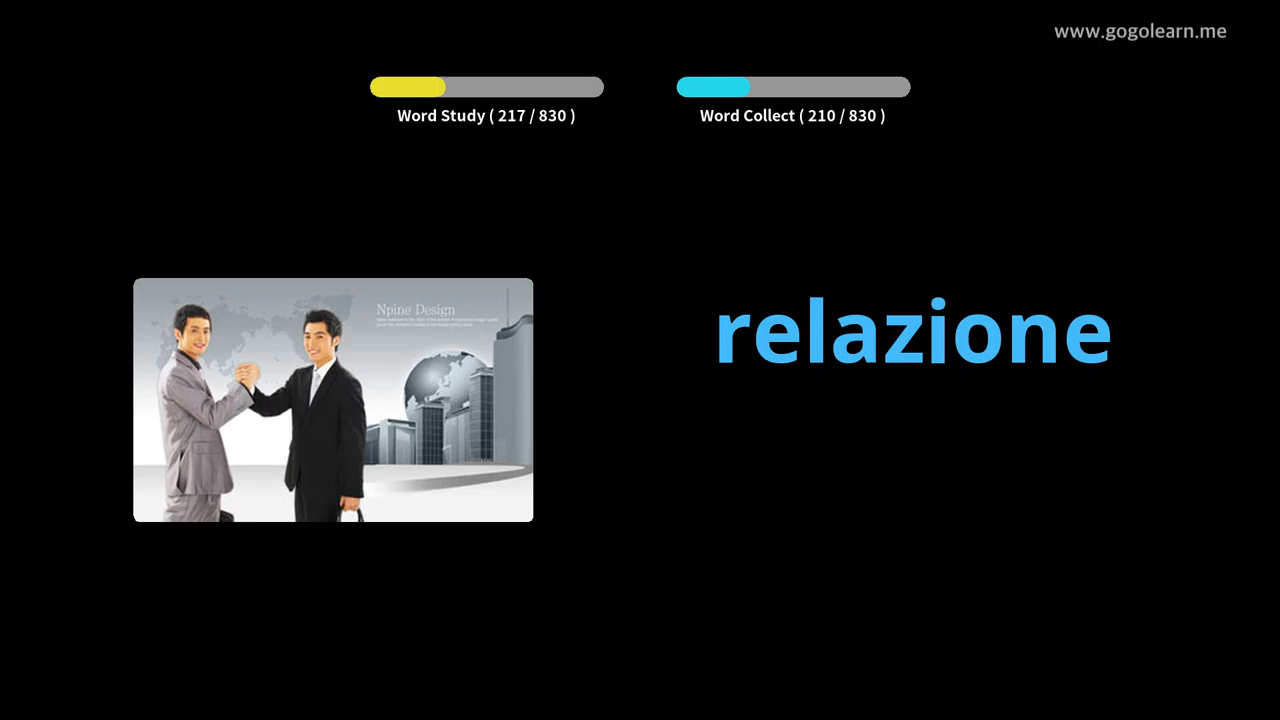 www.gogolearn.me
Word Study ( 217 / 830 )
Word Collect ( 210 / 830 )
Npine Design
relazione